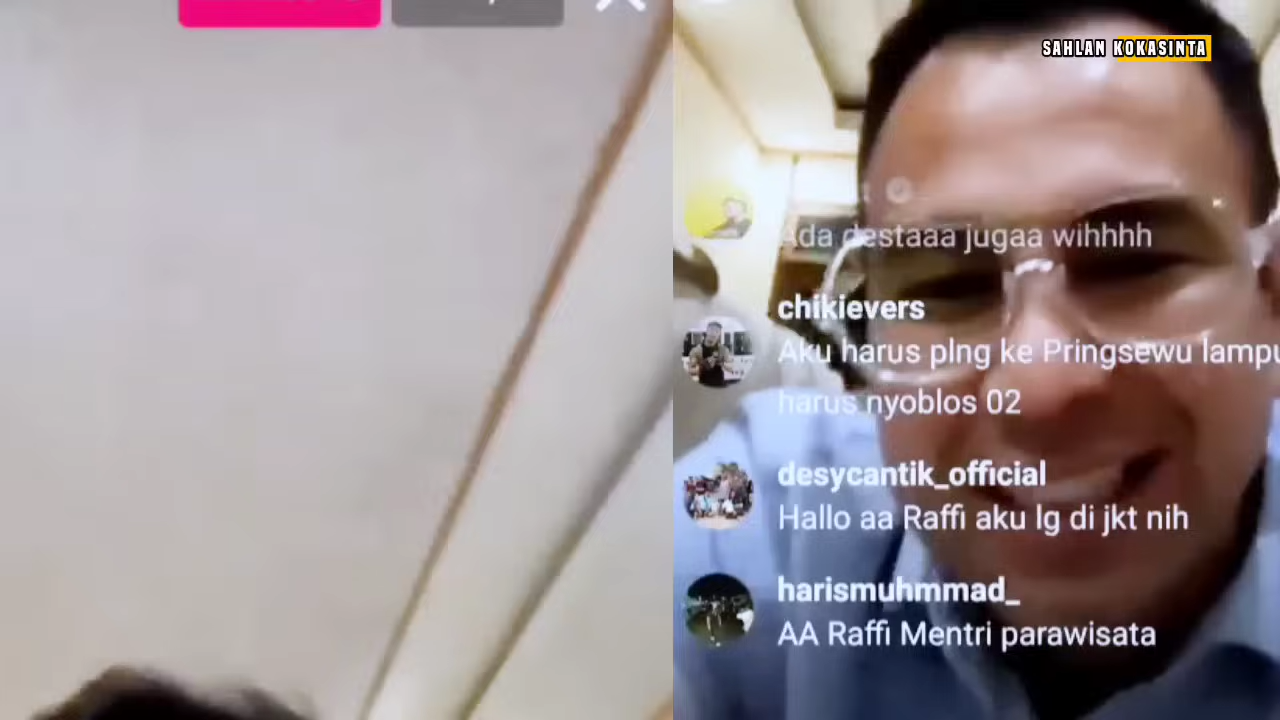 SAHLAN KOKASINTA
Ada destaaa jugaa wihhhh
chikievers
Aku harus plng ke Pringsewu lampu
harus nyoblos 02
desycantik_official
Hallo aa Raffi aku lg di jkt nih
harismuhmmad_
AA Raffi Mentri parawisata